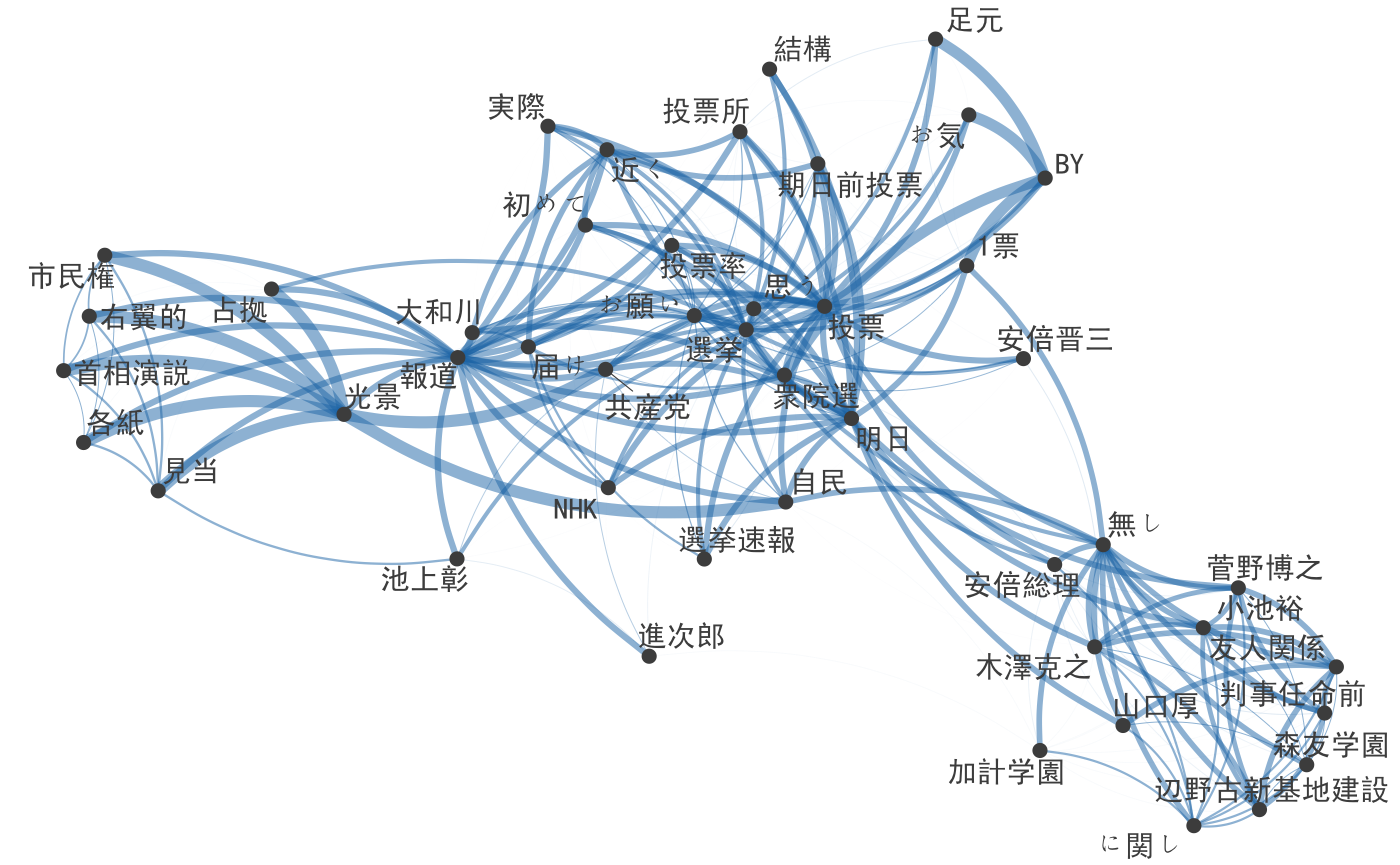 足元
結構
実際
投票所
お気
BY
近く
期日前投票
初めて
1票
投票率
市民権
思う
占拠
お願い
右翼的
大和川
投票
安倍晋三
選挙
届け
首相演説
報道
光景
衆院選
共産党
各紙
明日
見当
自民
NHK
無し
選挙速報
菅野博之
池上彰
安倍総理
小池裕
進次郎
友人関係
木澤克之
判事任命前
山口厚
森友学園
加計学園
辺野古新基地建設
に関し